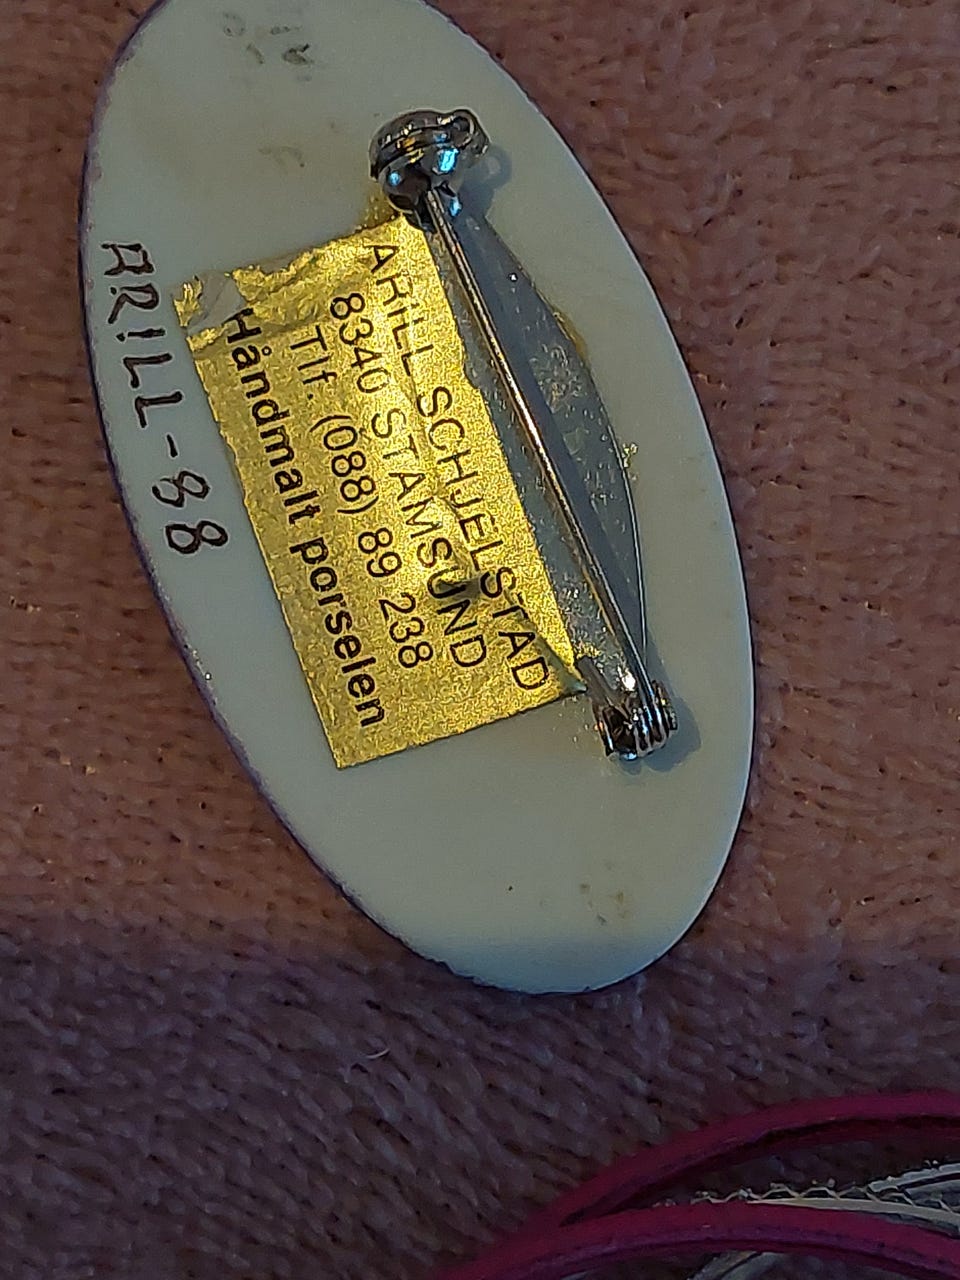 ARILL SCHJELSTAD
8340 STAMSUND
Tlf. (088) 89 238
Håndmalt porselen
ARILL-88